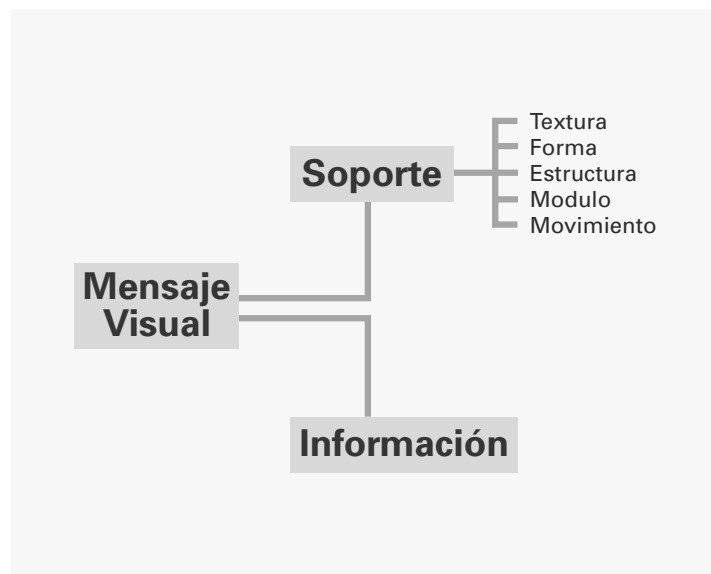 Textura
Forma
Soporte
Estructura
Modulo
Movimiento
Mensaje
Visual
Información